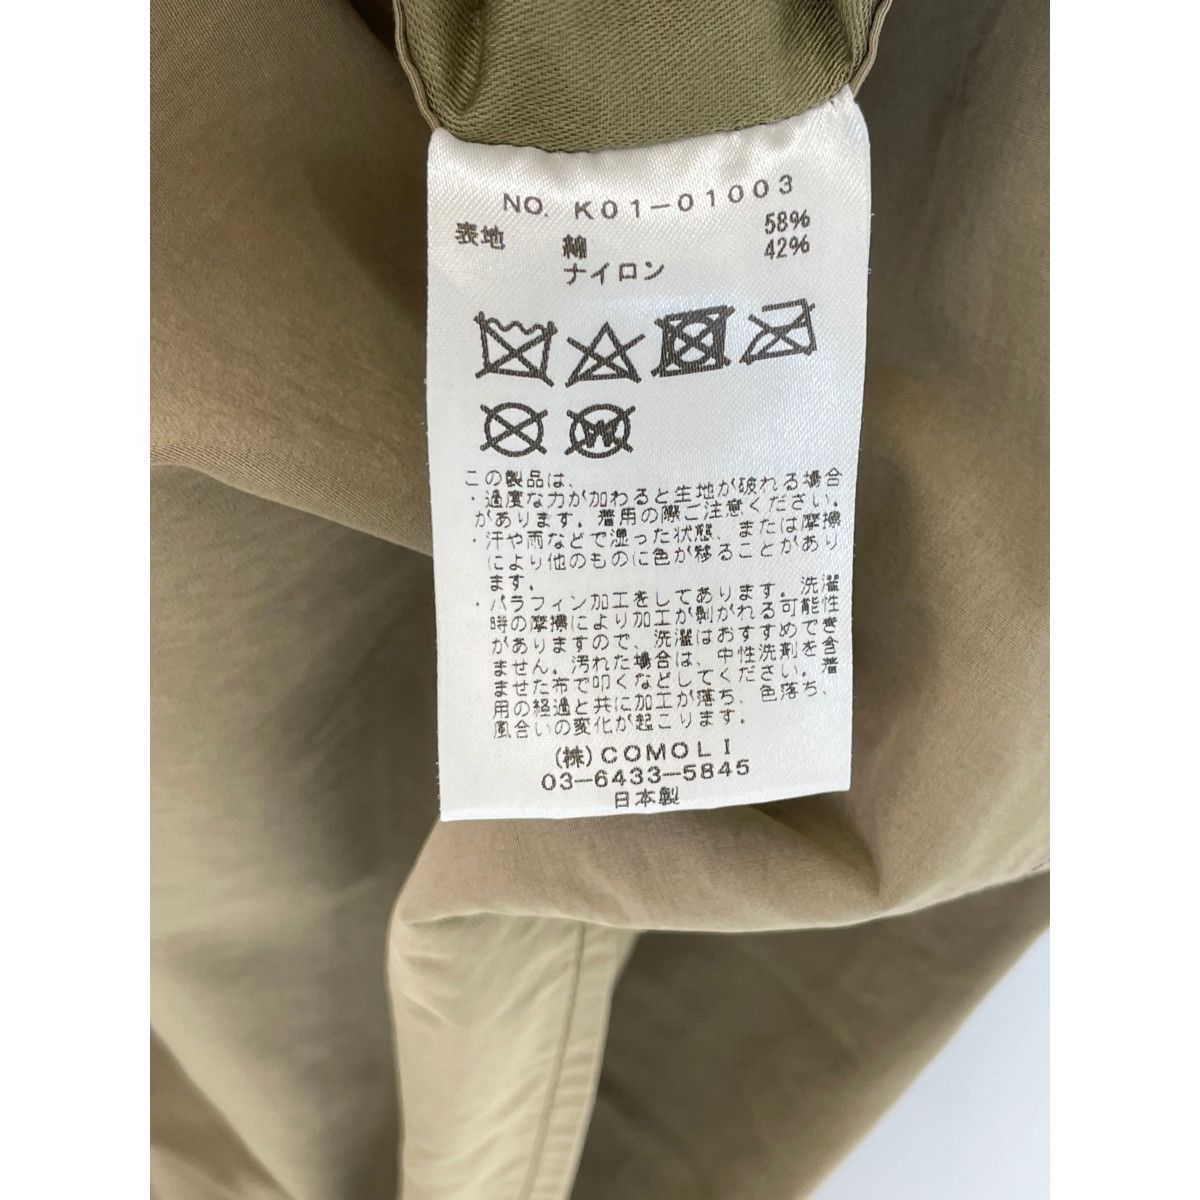 NO. K01-01003
表地 綿 58%
ナイロン 42%
W
この製品は、
・過度な力が加わると生地が破れる場合
があります。着用の際ご注意ください。
・汗や雨などで湿った状態、または摩擦
により他のものに色が移ることがあり
ます。
・パラフィン加工をしてあります。洗濯
時の摩擦により加工が剥がれる可能性
がありますので、洗濯はおすすめでき
ません。汚れた場合は、中性洗剤を含
ませた布で叩くなどしてください。着
用の経過と共に加工が落ち、色落ち、
風合いの変化が起こります。
(株)COMOLI
03-6433-5845
日本製